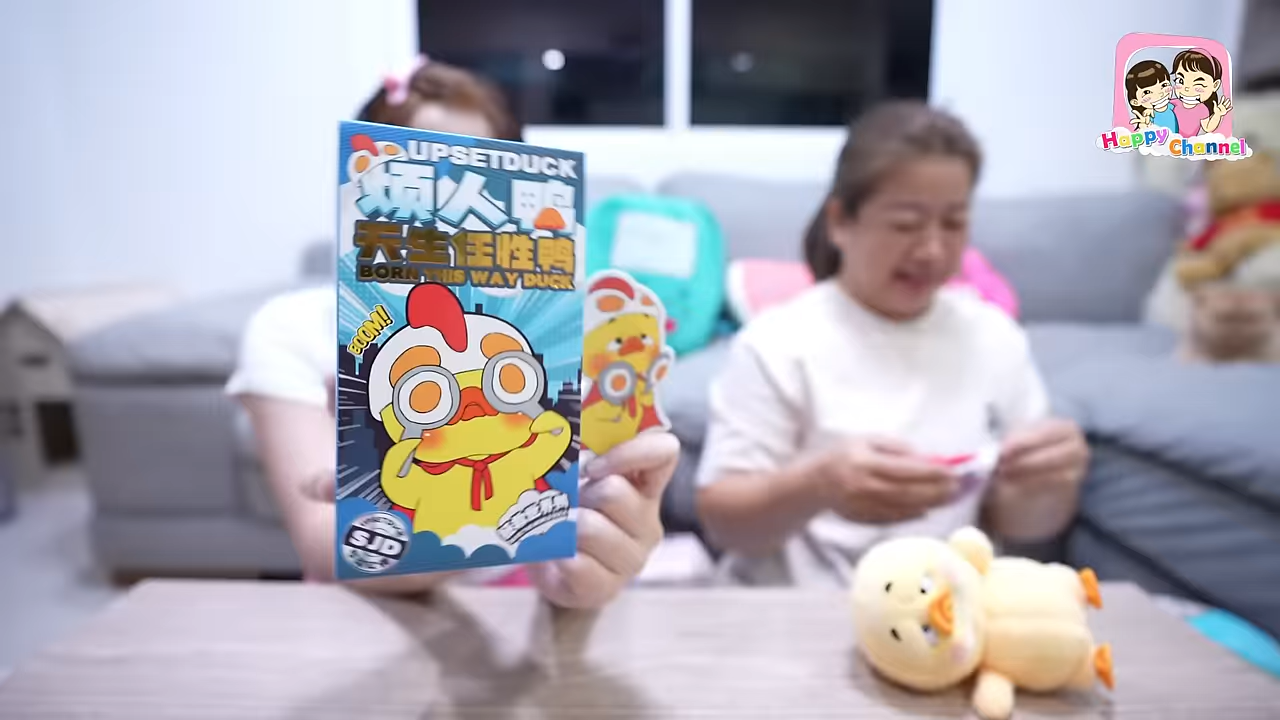 UPSETDUCK
烦人鸭
天生任性鸭
BORN THIS WAY DUCK
BOOM!
SJD
Happy Channel